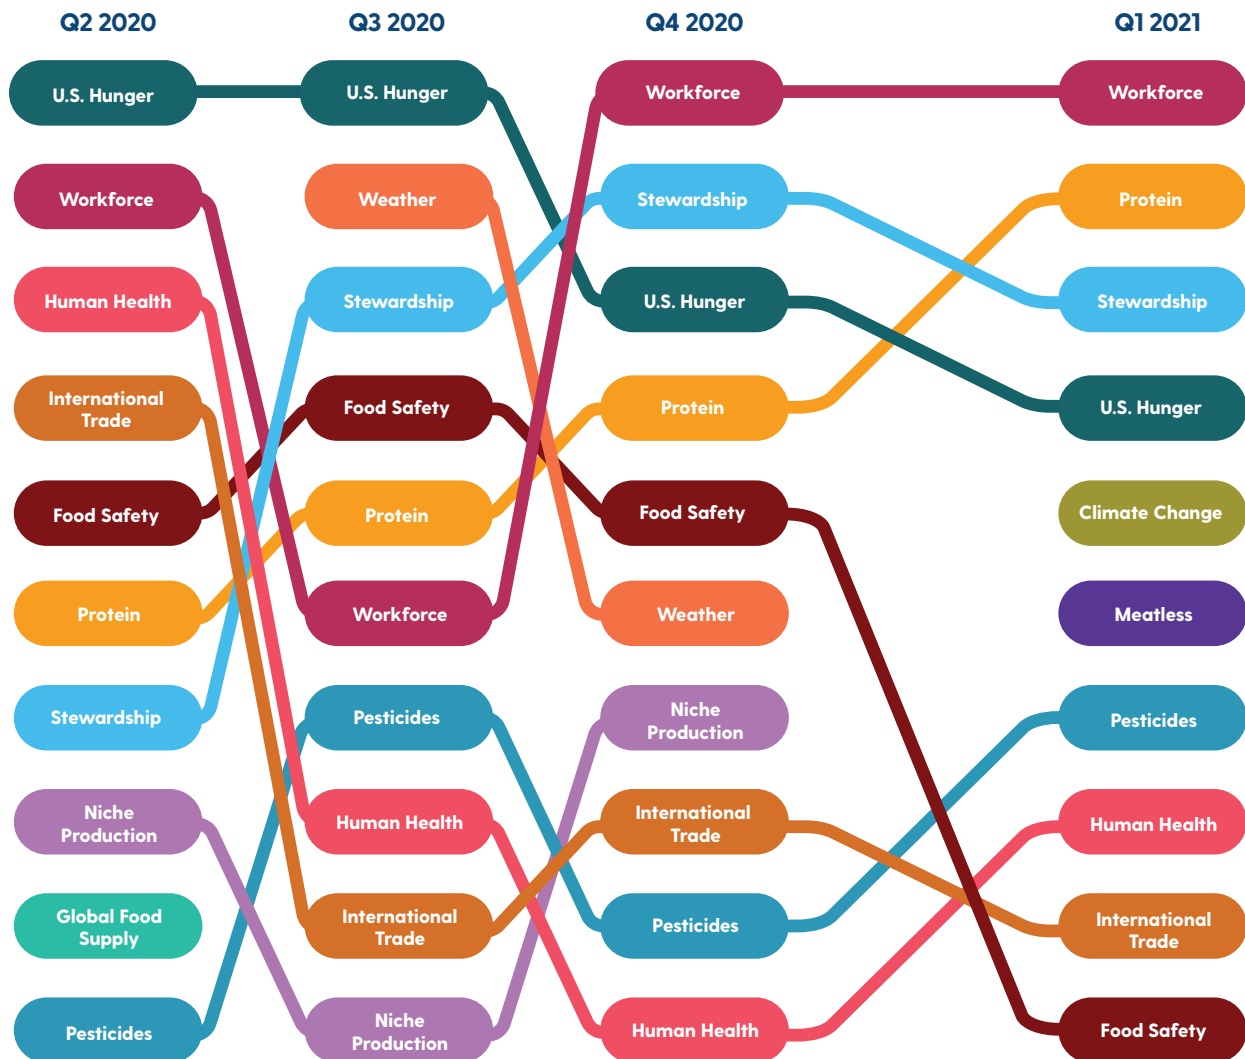 Q2 2020
Q3 2020
Q4 2020
Q1 2021
U.S. Hunger
U.S. Hunger
Workforce
Workforce
Workforce
Weather
Stewardship
Protein
Human Health
Stewardship
U.S. Hunger
Stewardship
International
Trade
Food Safety
Protein
U.S. Hunger
Food Safety
Protein
Food Safety
Climate Change
Protein
Workforce
Weather
Meatless
Stewardship
Pesticides
Niche
Production
Pesticides
Niche
Production
Human Health
International
Trade
Human Health
Global Food
Supply
International
Trade
Pesticides
International
Trade
Pesticides
Niche
Production
Human Health
Food Safety